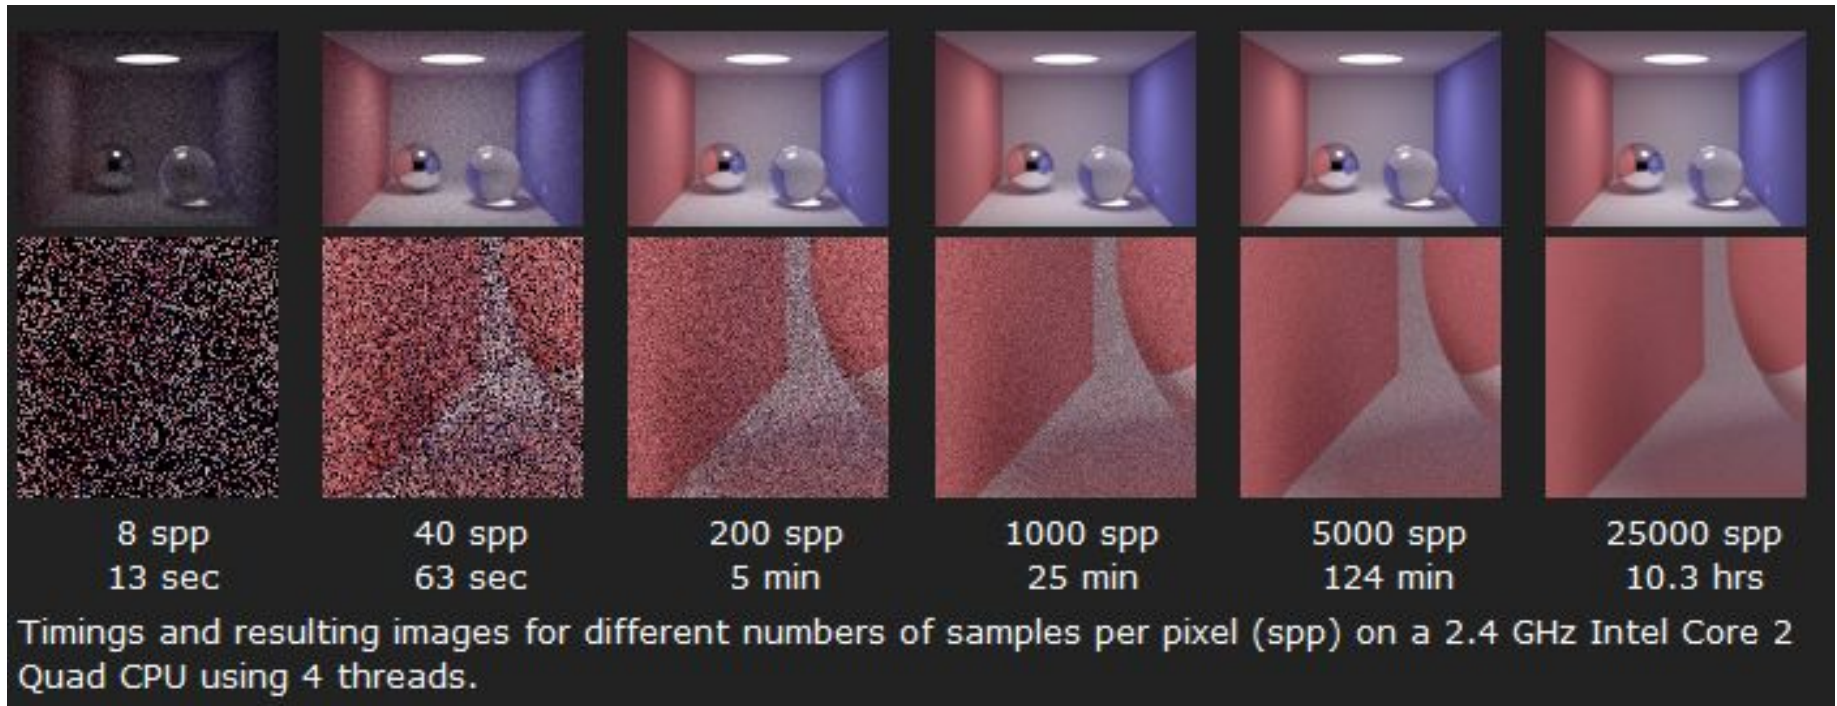 8 spp 40 spp 200 spp 1000 spp 5000 spp 25000 spp
13 sec 63 sec 5 min 25 min 124 min 10.3 hrs
Timings and resulting images for different numbers of samples per pixel (spp) on a 2.4 GHz Intel Core 2
Quad CPU using 4 threads.